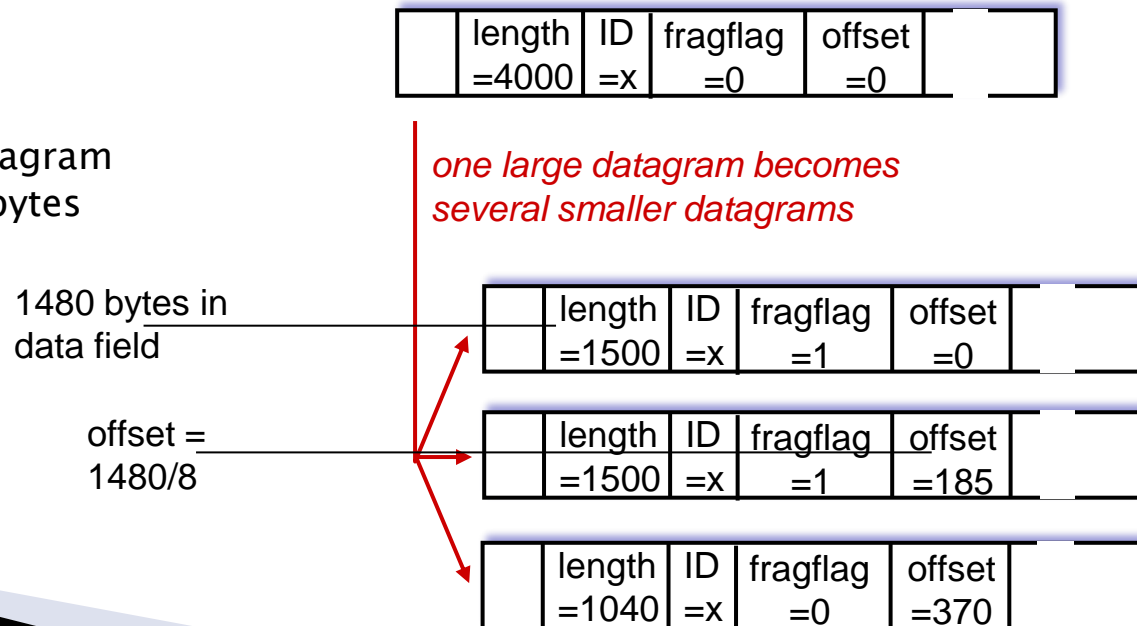 length ID fragflag offset
=4000 =x =0 =0
agram
bytes
one large datagram becomes
several smaller datagrams
1480 bytes in
data field
length ID fragflag offset
=1500 =x =1 =0
offset =
1480/8
length ID fragflag offset
=1500 =x =1 =185
length ID fragflag offset
=1040 =x =0 =370